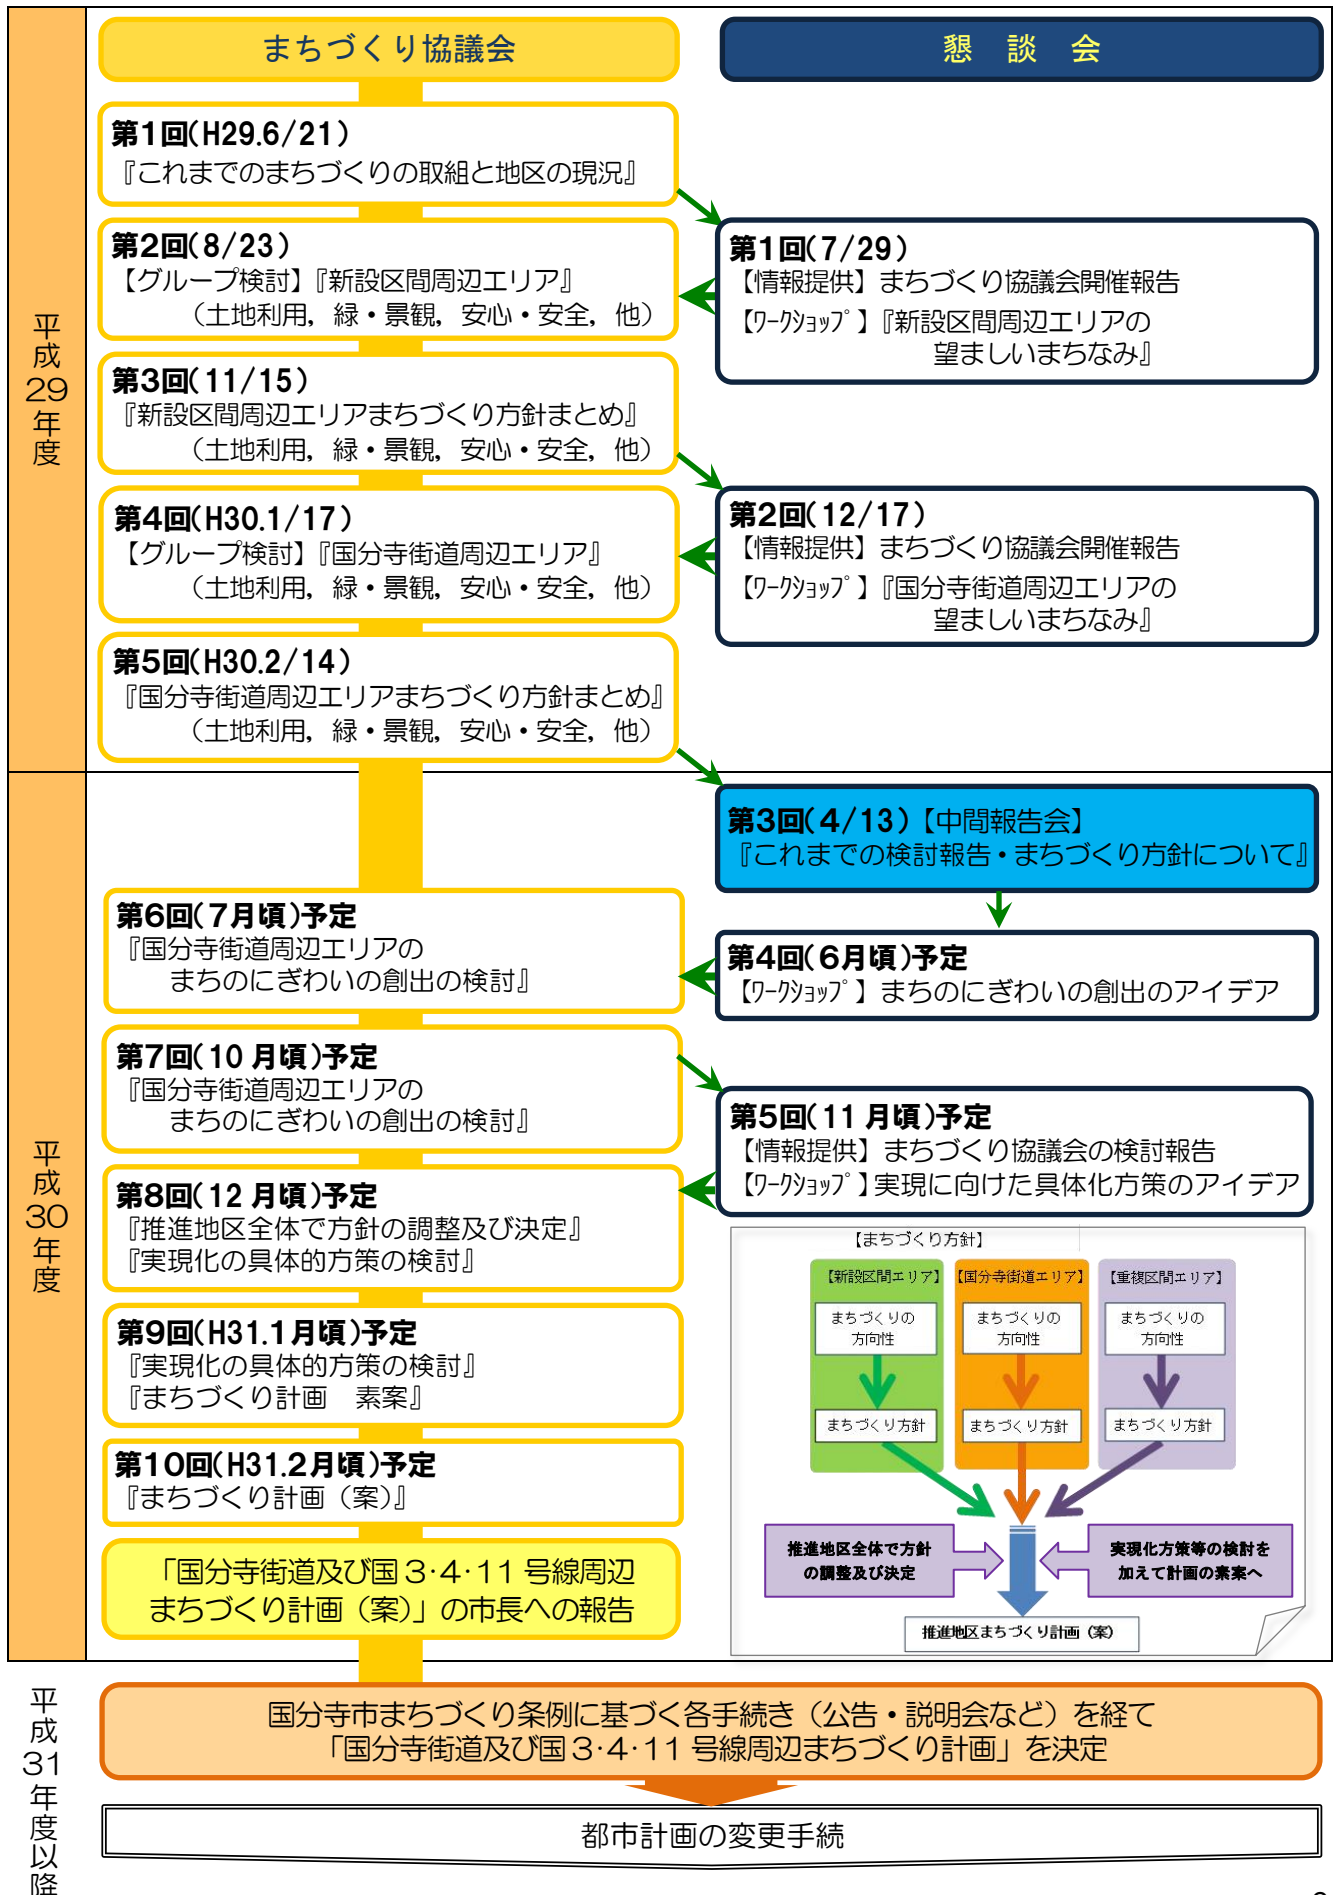 まちづくり協議会
懇 談 会
平成29年度
第1回(H29.6/21)
『これまでのまちづくりの取組と地区の現況』
第2回(8/23)
【グループ検討】『新設区間周辺エリア』
(土地利用，緑・景観，安心・安全，他)
第1回(7/29)
【情報提供】まちづくり協議会開催報告
【ﾜｰｸｼｮｯﾌﾟ】『新設区間周辺エリアの
望ましいまちなみ』
第3回(11/15)
『新設区間周辺エリアまちづくり方針まとめ』
(土地利用，緑・景観，安心・安全，他)
第4回(H30.1/17)
【グループ検討】『国分寺街道周辺エリア』
(土地利用，緑・景観，安心・安全，他)
第2回(12/17)
【情報提供】まちづくり協議会開催報告
【ﾜｰｸｼｮｯﾌﾟ】『国分寺街道周辺エリアの
望ましいまちなみ』
第5回(H30.2/14)
『国分寺街道周辺エリアまちづくり方針まとめ』
(土地利用，緑・景観，安心・安全，他)
平成30年度
第3回(4/13)【中間報告会】
『これまでの検討報告・まちづくり方針について』
第6回(7月頃)予定
『国分寺街道周辺エリアの
まちのにぎわいの創出の検討』
第4回(6月頃)予定
【ﾜｰｸｼｮｯﾌﾟ】まちのにぎわいの創出のアイデア
第7回(10月頃)予定
『国分寺街道周辺エリアの
まちのにぎわいの創出の検討』
第5回(11月頃)予定
【情報提供】まちづくり協議会の検討報告
【ﾜｰｸｼｮｯﾌﾟ】実現に向けた具体化方策のアイデア
第8回(12月頃)予定
『推進地区全体で方針の調整及び決定』
『実現化の具体的方策の検討』
第9回(H31.1月頃)予定
『実現化の具体的方策の検討』
『まちづくり計画　素案』
第10回(H31.2月頃)予定
『まちづくり計画（案）』
「国分寺街道及び国3・4・11号線周辺
まちづくり計画（案）」の市長への報告
【まちづくり方針】
【新設区間エリア】
【国分寺街道エリア】
【重複区間エリア】
まちづくりの
方向性
まちづくりの
方向性
まちづくりの
方向性
まちづくり方針
まちづくり方針
まちづくり方針
推進地区全体で方針
の調整及び決定
実現化方策等の検討を
加えて計画の素案へ
推進地区まちづくり計画（案）
平成31年度以降
国分寺市まちづくり条例に基づく各手続き（公告・説明会など）を経て
「国分寺街道及び国3・4・11号線周辺まちづくり計画」を決定
都市計画の変更手続